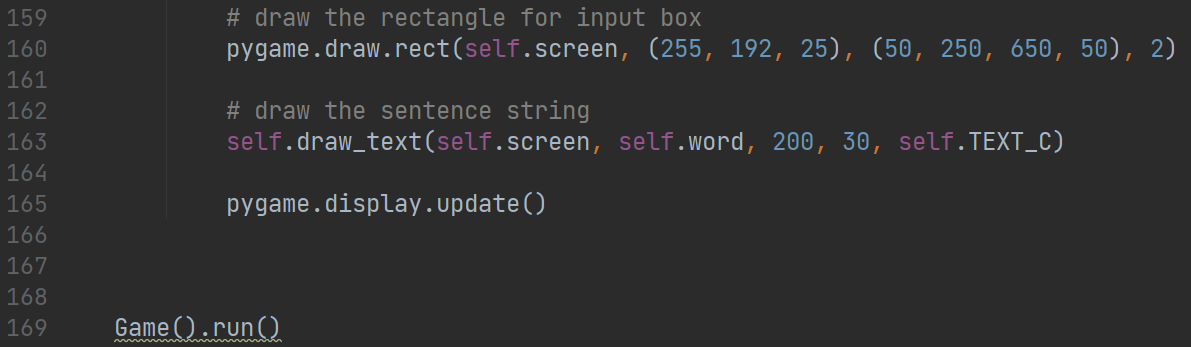 159 # draw the rectangle for input box
160 pygame.draw.rect(self.screen, (255, 192, 25), (50, 250, 650, 50), 2)
161
162 # draw the sentence string
163 self.draw_text(self.screen, self.word, 200, 30, self.TEXT_C)
164
165 pygame.display.update()
166
167
168
169 Game().run()